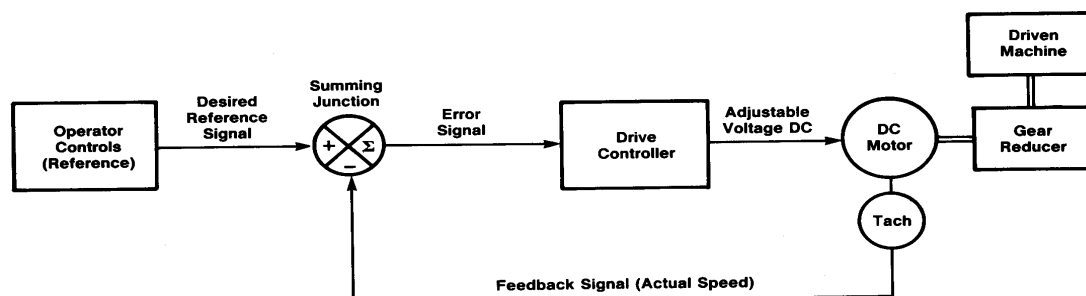 Operator
Controls
(Reference)
Desired
Reference
Signal
Summing
Junction
+ Σ
−
Error
Signal
Drive
Controller
Adjustable
Voltage DC
DC
Motor
Tach
Gear
Reducer
Driven
Machine
Feedback Signal (Actual Speed)